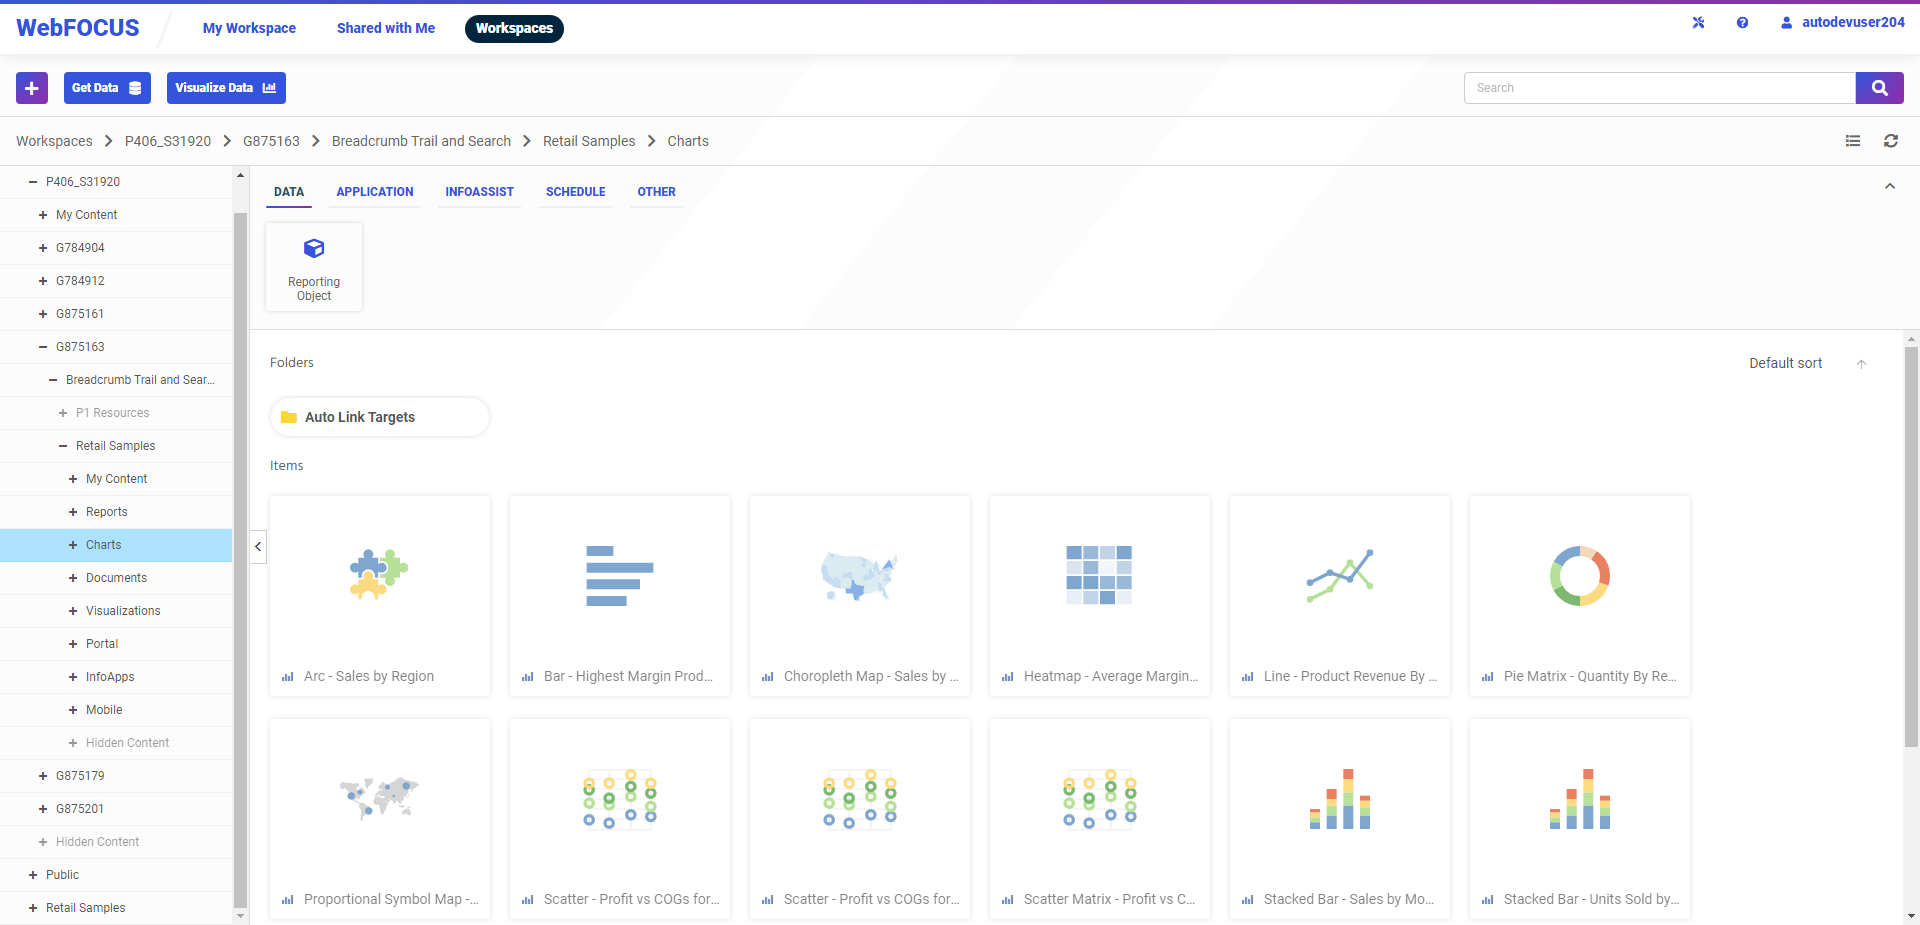 WebFOCUS
My Workspace
Shared with Me
Workspaces
autodevuser204
Get Data
Visualize Data
Search
Workspaces > P406_S31920 > G875163 > Breadcrumb Trail and Search > Retail Samples > Charts
P406_S31920
My Content
G784904
G784912
G875161
G875163
Breadcrumb Trail and Sear...
P1 Resources
Retail Samples
My Content
Reports
Charts
Documents
Visualizations
Portal
InfoApps
Mobile
Hidden Content
G875179
G875201
Hidden Content
Public
Retail Samples
DATA
APPLICATION
INFOASSIST
SCHEDULE
OTHER
Reporting
Object
Folders
Default sort
Auto Link Targets
Items
Arc - Sales by Region
Bar - Highest Margin Prod...
Choropleth Map - Sales by ...
Heatmap - Average Margin...
Line - Product Revenue By ...
Pie Matrix - Quantity By Re...
Proportional Symbol Map -...
Scatter - Profit vs COGs for...
Scatter - Profit vs COGs for...
Scatter Matrix - Profit vs C...
Stacked Bar - Sales by Mo...
Stacked Bar - Units Sold by...